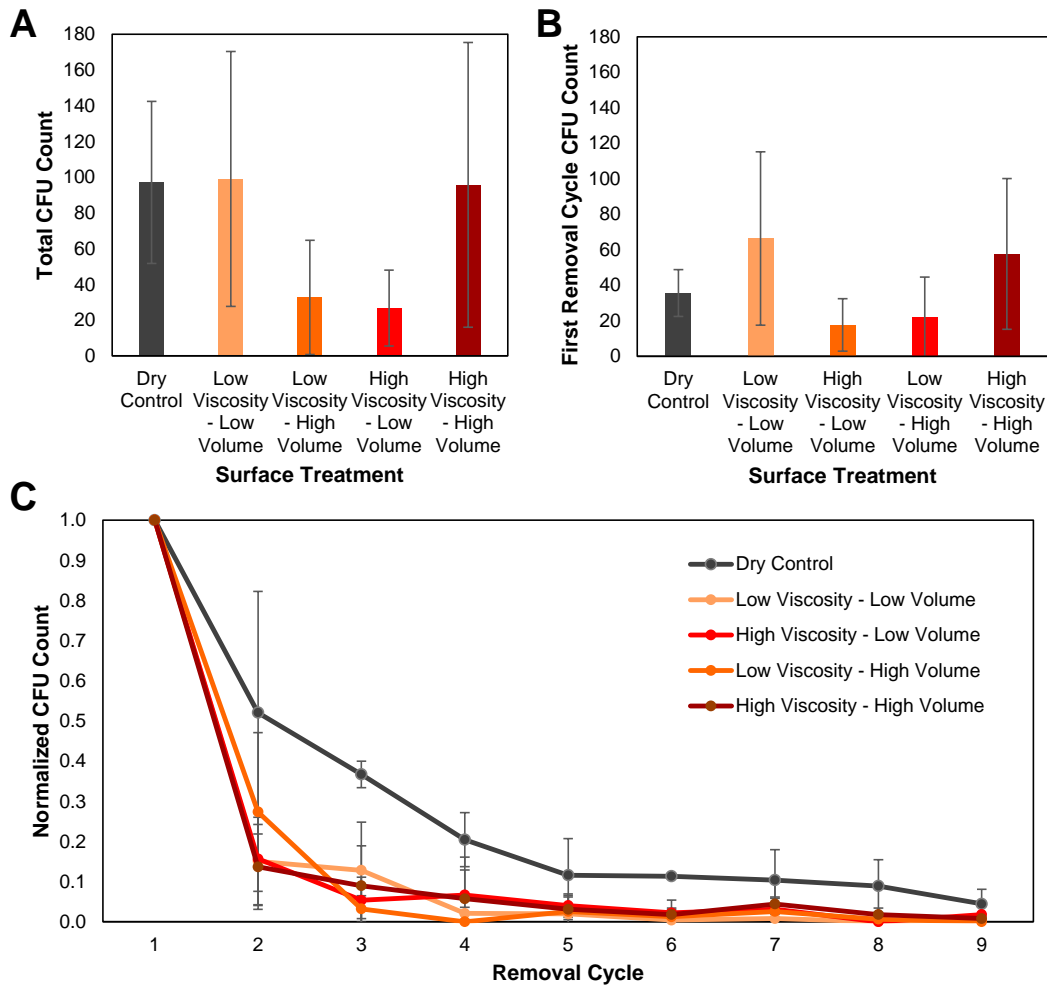 A
Total CFU Count
180
160
140
120
100
80
60
40
20
0
Dry
Control
Low
Viscosity
- Low
Volume
Low
Viscosity
- High
Volume
High
Viscosity
- Low
Volume
High
Viscosity
- High
Volume
Surface Treatment
B
First Removal Cycle CFU Count
180
160
140
120
100
80
60
40
20
0
Dry
Control
Low
Viscosity
- Low
Volume
High
Viscosity
- Low
Volume
Low
Viscosity
- High
Volume
High
Viscosity
- High
Volume
Surface Treatment
C
Normalized CFU Count
1.0
0.9
0.8
0.7
0.6
0.5
0.4
0.3
0.2
0.1
0.0
Dry Control
Low Viscosity - Low Volume
High Viscosity - Low Volume
Low Viscosity - High Volume
High Viscosity - High Volume
1 2 3 4 5 6 7 8 9
Removal Cycle